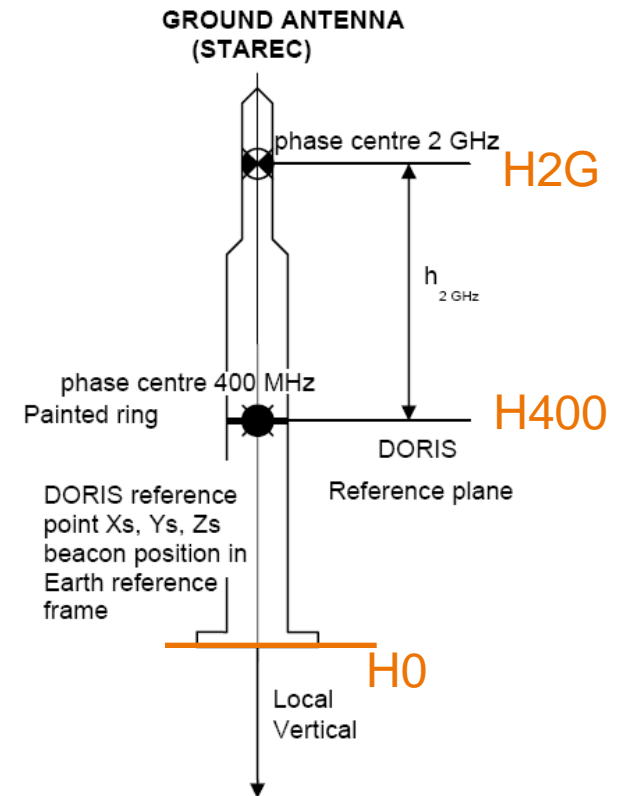 GROUND ANTENNA
(STAREC)
phase centre 2 GHz
H2G
h
2 GHz
phase centre 400 MHz
Painted ring
H400
DORIS
Reference plane
DORIS reference
point Xs, Ys, Zs
beacon position in
Earth reference
frame
H0
Local
Vertical